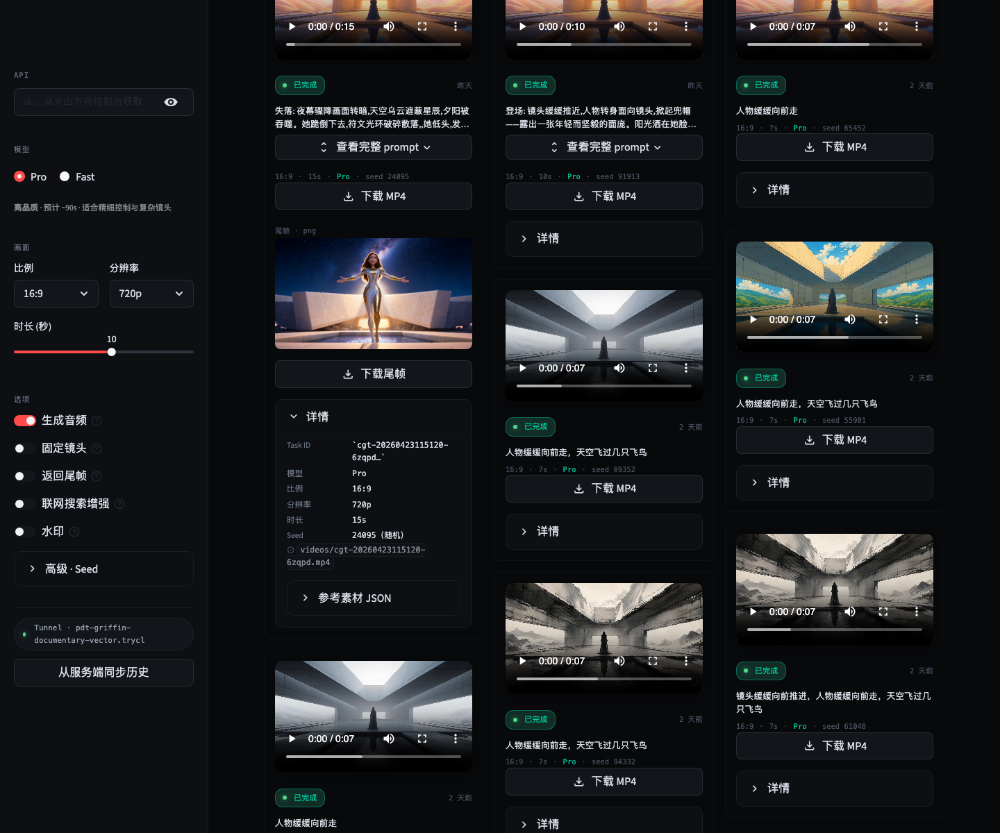 API
sk-... 从火山方舟控制台获取
模型
Pro
Fast
高品质 · 预计 ~90s · 适合精细控制与复杂镜头
画面
比例
分辨率
16:9
720p
时长 (秒)
10
选项
生成音频
固定镜头
返回尾帧
联网搜索增强
水印
高级 · Seed
Tunnel · pdt-griffin-
documentary-vector.trycl
从服务端同步历史
0:00 / 0:15
已完成
昨天
失落: 夜幕骤降画面转暗,天空乌云遮蔽星辰,夕阳被
吞噬。她跪倒下去,符文光环破碎散落,,她低头,发...
查看完整 prompt
16:9 · 15s · Pro · seed 24095
下载 MP4
尾帧 · png
下载尾帧
详情
Task ID
`cgt-20260423115120-
6zqpd…`
模型
Pro
比例
16:9
分辨率
720p
时长
15s
Seed
24095 (随机)
videos/cgt-20260423115120-
6zqpd.mp4
参考素材 JSON
0:00 / 0:07
已完成
2 天前
人物缓缓向前走
0:00 / 0:10
已完成
昨天
登场: 镜头缓缓推近,人物转身面向镜头,掀起兜帽
——露出一张年轻而坚毅的面庞。阳光洒在她脸...
查看完整 prompt
16:9 · 10s · Pro · seed 91913
下载 MP4
详情
0:00 / 0:07
已完成
2 天前
人物缓缓向前走，天空飞过几只飞鸟
16:9 · 7s · Pro · seed 89352
下载 MP4
详情
0:00 / 0:07
已完成
2 天前
人物缓缓向前走，天空飞过几只飞鸟
16:9 · 7s · Pro · seed 94332
下载 MP4
详情
0:00 / 0:07
已完成
2 天前
人物缓缓向前走
16:9 · 7s · Pro · seed 65452
下载 MP4
详情
0:00 / 0:07
已完成
2 天前
人物缓缓向前走，天空飞过几只飞鸟
16:9 · 7s · Pro · seed 55901
下载 MP4
详情
0:00 / 0:07
已完成
2 天前
镜头缓缓向前推进，人物缓缓向前走，天空飞过几
只飞鸟
16:9 · 7s · Pro · seed 61048
下载 MP4
详情